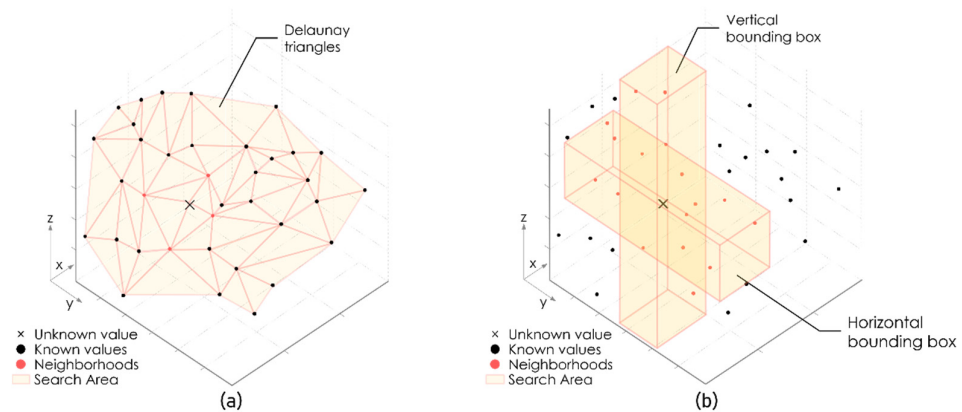 Delaunay
triangles
z
x
y
× Unknown value
Known values
Neighborhoods
Search Area
(a)
Vertical
bounding box
z
x
y
Horizontal
bounding box
× Unknown value
Known values
Neighborhoods
Search Area
(b)